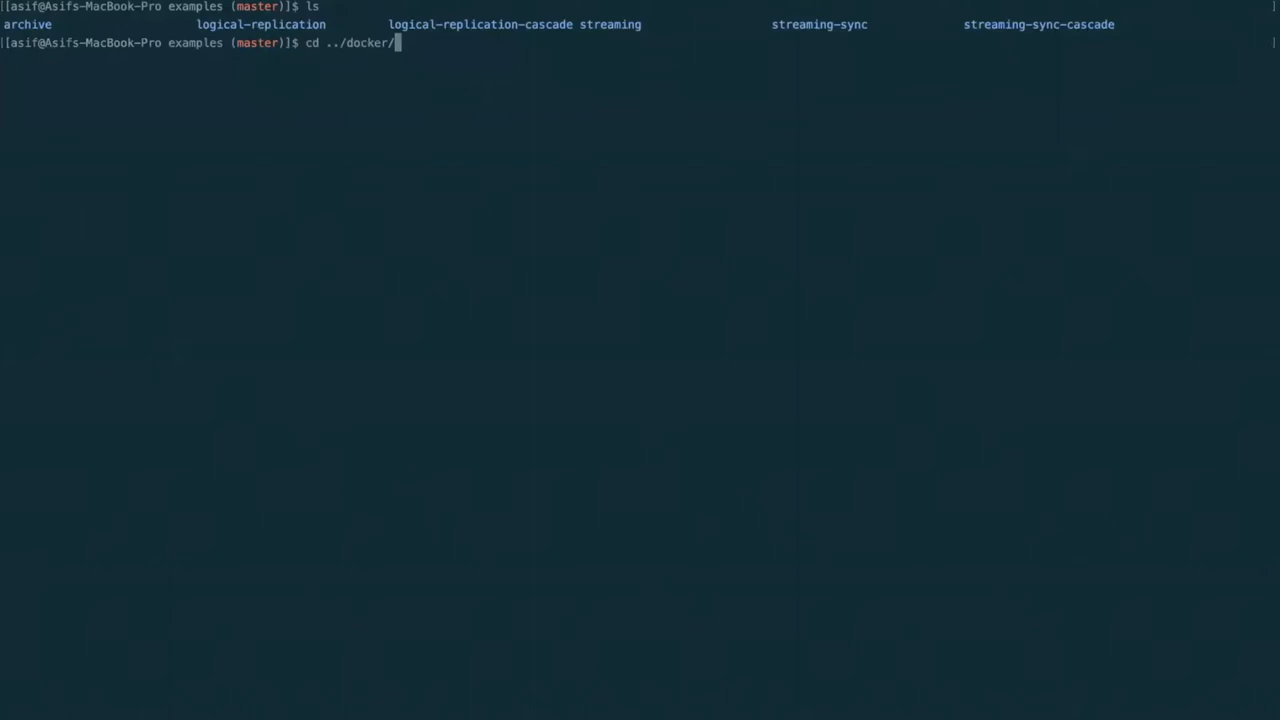 [[asif@Asifs-MacBook-Pro examples (master)]$ ls ]
archive logical-replication logical-replication-cascade streaming streaming-sync streaming-sync-cascade
[[asif@Asifs-MacBook-Pro examples (master)]$ cd ../docker/